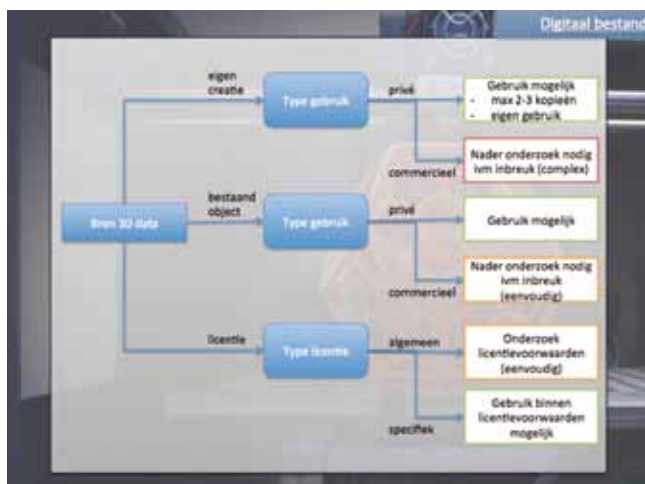 Digitaal bestand
eigen
creatie
Type gebruik
privé
Gebruik mogelijk
- max 2-3 kopieën
- eigen gebruik
commercieel
Nader onderzoek nodig
ivm inbreuk (complex)
Bron 3D data
bestaand
object
Type gebruik
privé
Gebruik mogelijk
commercieel
Nader onderzoek nodig
ivm inbreuk
(eenvoudig)
licentie
Type licentie
algemeen
Onderzoek
licentievoorwaarden
(eenvoudig)
specifiek
Gebruik binnen
licentievoorwaarden
mogelijk